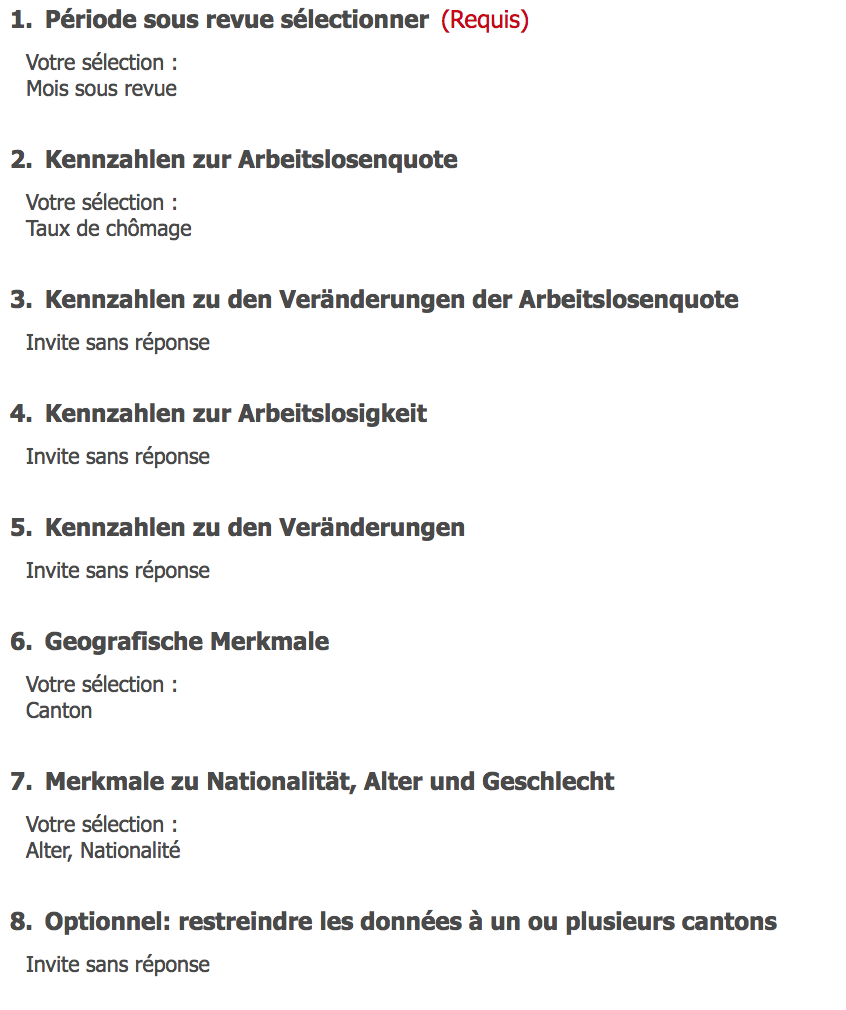 1. Période sous revue sélectionner (Requis)
Votre sélection :
Mois sous revue
2. Kennzahlen zur Arbeitslosenquote
Votre sélection :
Taux de chômage
3. Kennzahlen zu den Veränderungen der Arbeitslosenquote
Invite sans réponse
4. Kennzahlen zur Arbeitslosigkeit
Invite sans réponse
5. Kennzahlen zu den Veränderungen
Invite sans réponse
6. Geografische Merkmale
Votre sélection :
Canton
7. Merkmale zu Nationalität, Alter und Geschlecht
Votre sélection :
Alter, Nationalité
8. Optionnel: restreindre les données à un ou plusieurs cantons
Invite sans réponse